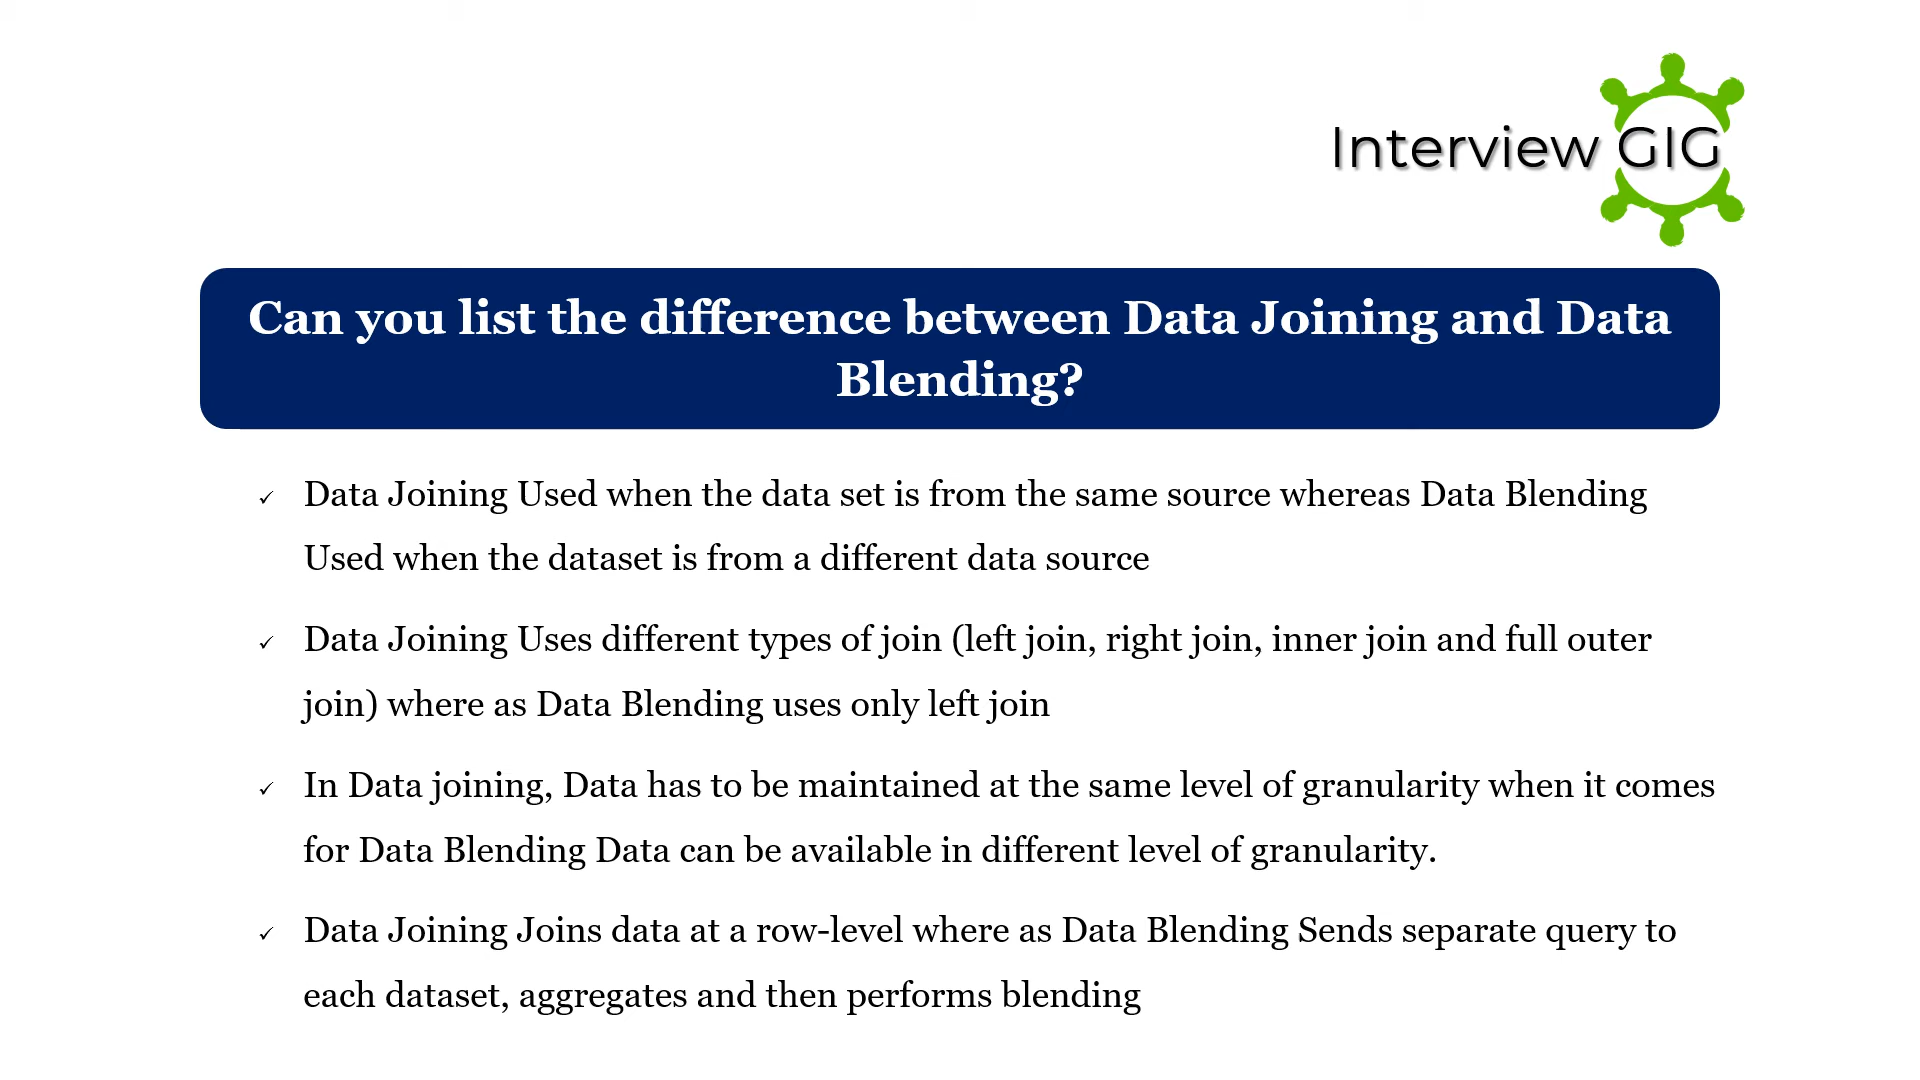 Interview GIG
Can you list the difference between Data Joining and Data
Blending?
✓ Data Joining Used when the data set is from the same source whereas Data Blending
Used when the dataset is from a different data source
✓ Data Joining Uses different types of join (left join, right join, inner join and full outer
join) where as Data Blending uses only left join
✓ In Data joining, Data has to be maintained at the same level of granularity when it comes
for Data Blending Data can be available in different level of granularity.
✓ Data Joining Joins data at a row-level where as Data Blending Sends separate query to
each dataset, aggregates and then performs blending